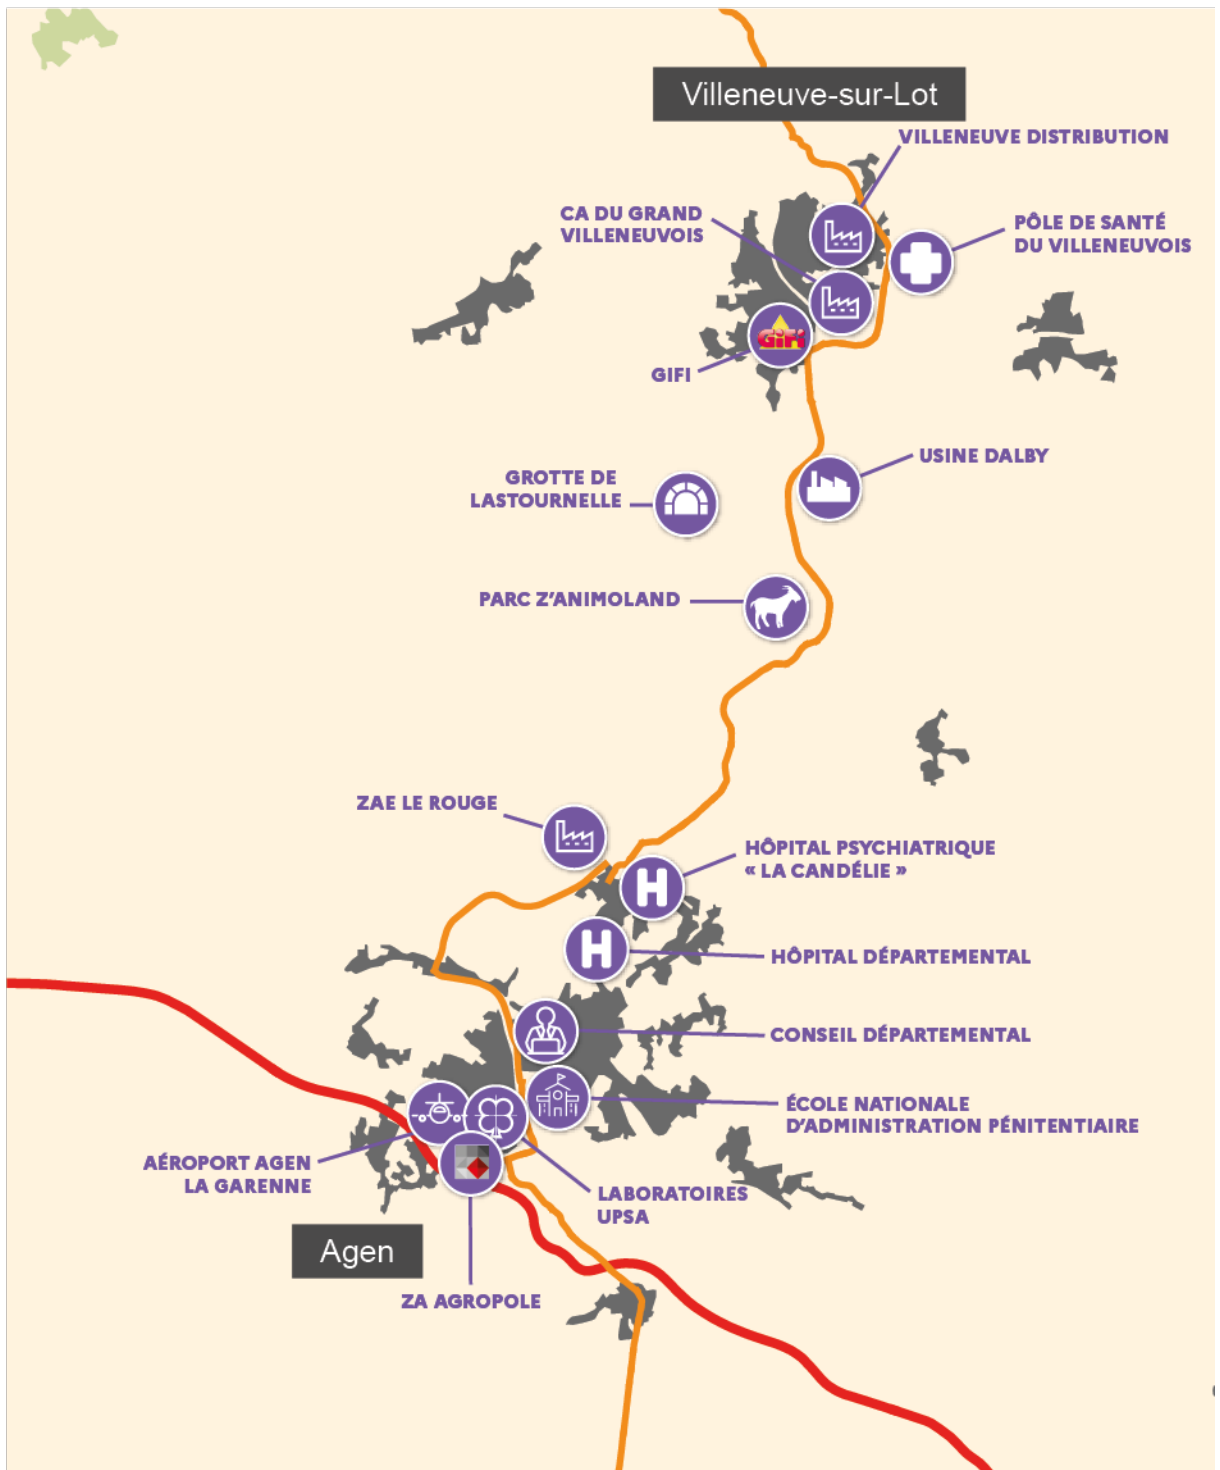 Villeneuve-sur-Lot
VILLENEUVE DISTRIBUTION
CA DU GRAND
VILLENEUVOIS
PÔLE DE SANTÉ
DU VILLENEUVOIS
GiFi
GIFI
USINE DALBY
GROTTE DE
LASTOURNELLE
PARC Z’ANIMOLAND
ZAE LE ROUGE
HÔPITAL PSYCHIATRIQUE
« LA CANDÉLIE »
H
H
HÔPITAL DÉPARTEMENTAL
CONSEIL DÉPARTEMENTAL
ÉCOLE NATIONALE
D’ADMINISTRATION PÉNITENTIAIRE
AÉROPORT AGEN
LA GARENNE
LABORATOIRES
UPSA
Agen
ZA AGROPOLE